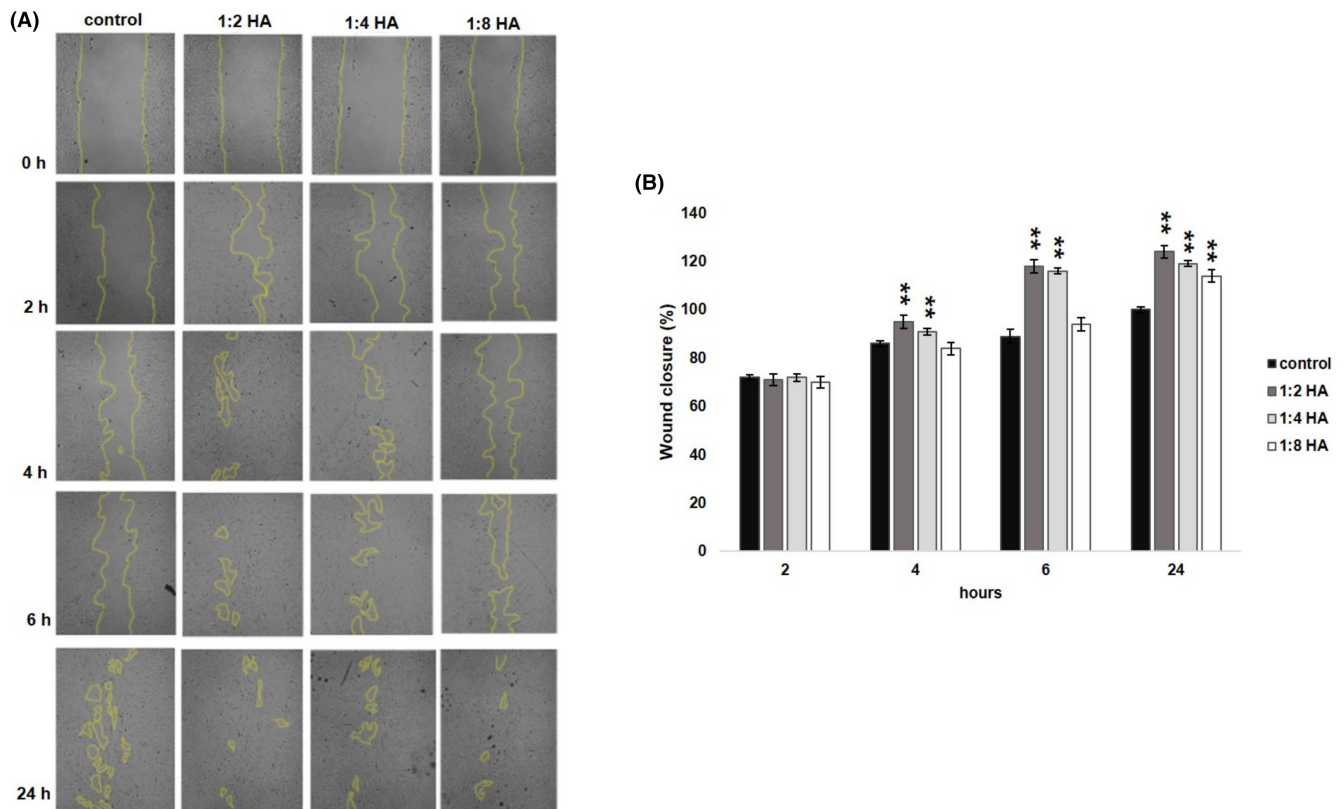 (A)
control 1:2 HA 1:4 HA 1:8 HA
0 h
2 h
4 h
6 h
24 h
(B)
140
120
100
80
60
40
20
0
Wound closure (%)
** **
** **
** ** **
2 4 6 24
hours
control
1:2 HA
1:4 HA
1:8 HA